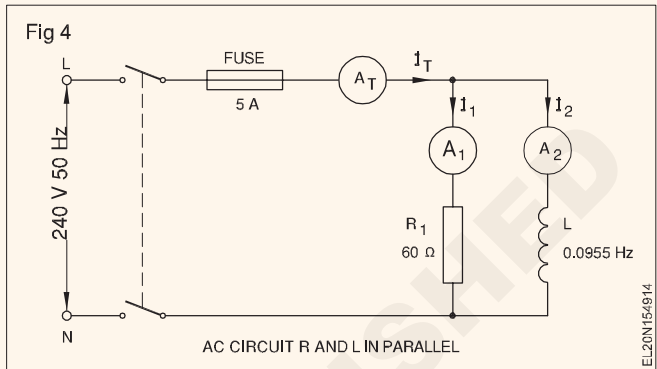 Fig 4
L
FUSE
5 A
A_T
I_T
I_1
I_2
A_1
A_2
240 V 50 Hz
R_1
60 Ω
L
0.0955 Hz
N
AC CIRCUIT R AND L IN PARALLEL
EL20N154914
SHED